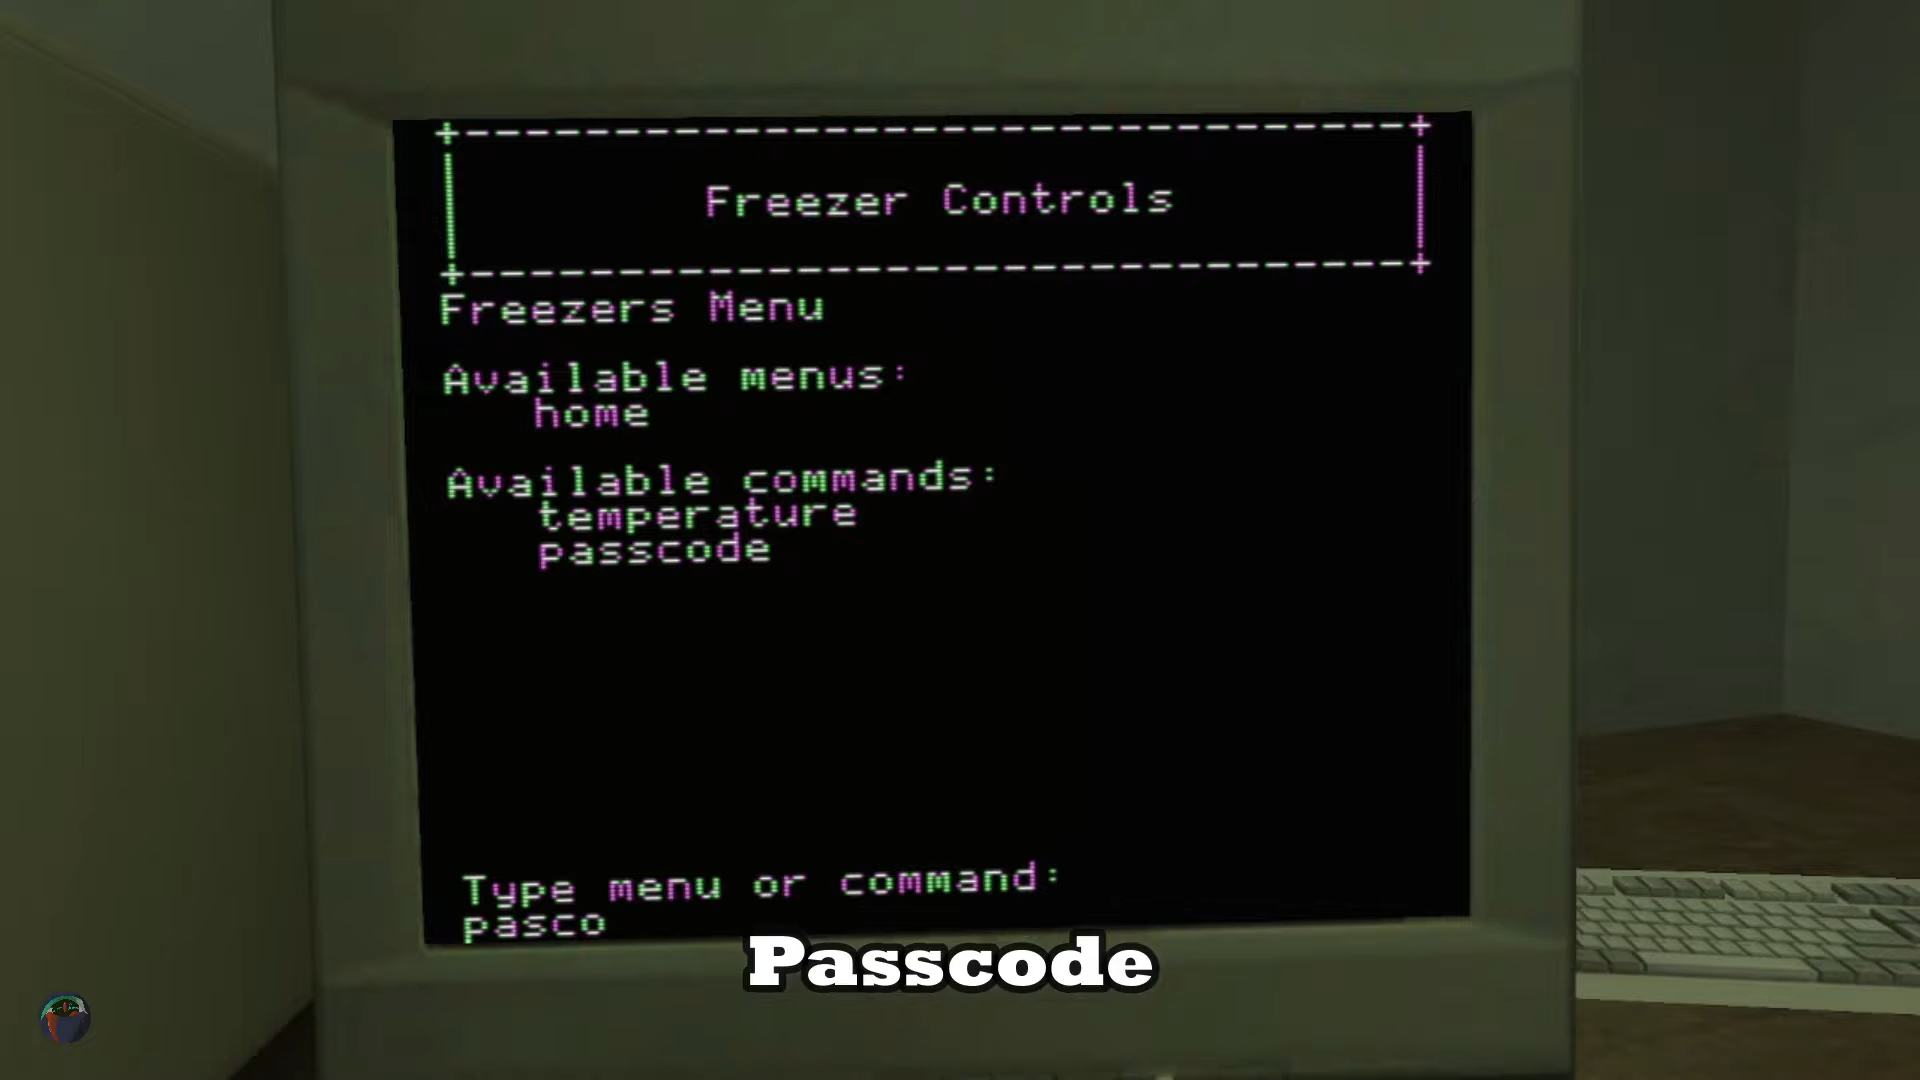 Freezer Controls
Freezers Menu
Available menus:
home
Available commands:
temperature
passcode
Type menu or command:
pasco
Passcode